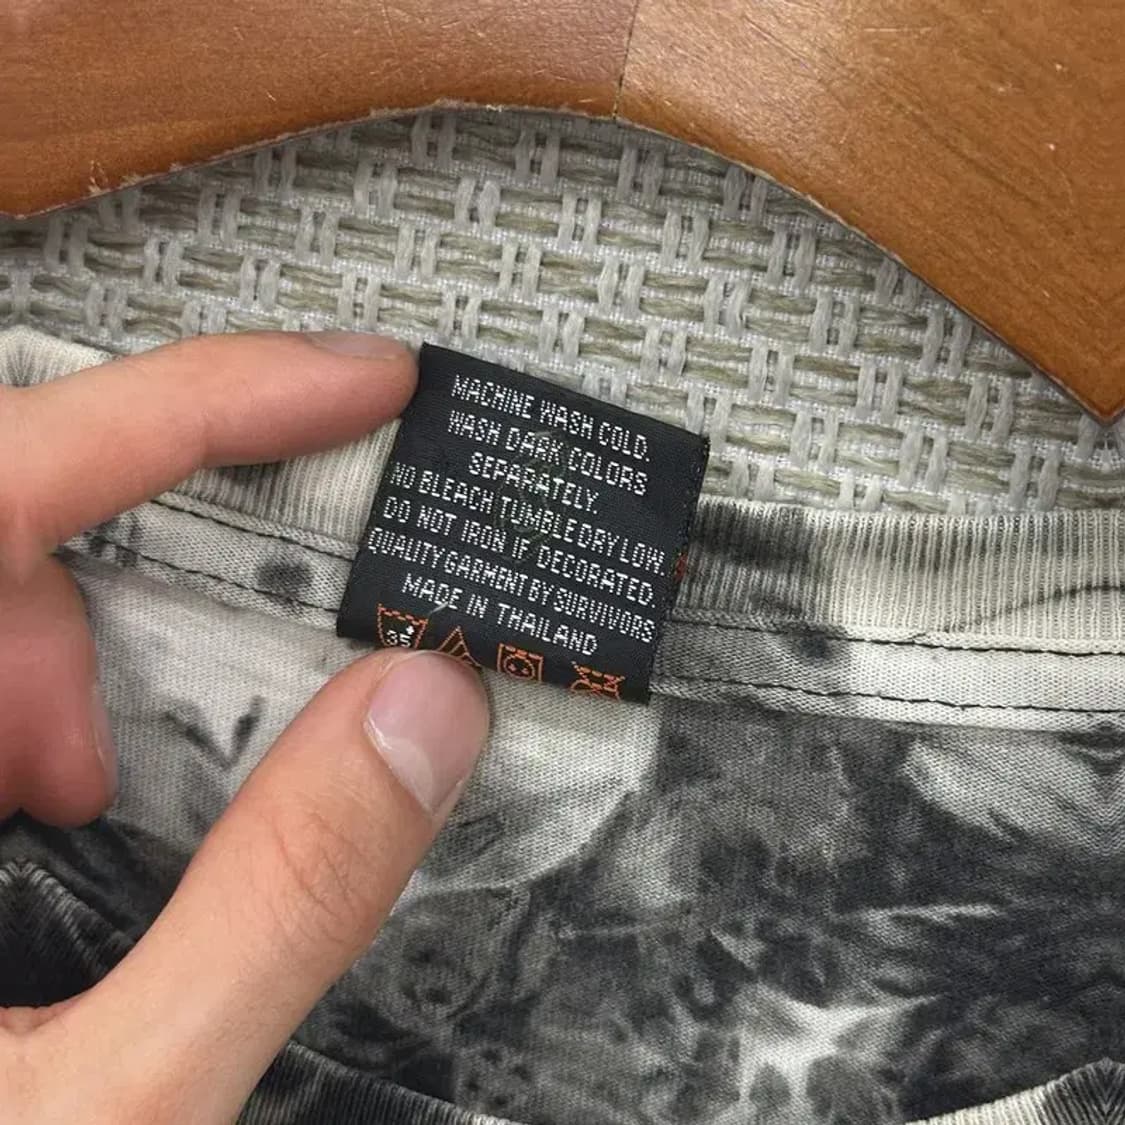 MACHINE WASH COLD.
WASH DARK COLORS
SEPARATELY.
NO BLEACH TUMBLE DRY LOW.
DO NOT IRON IF DECORATED.
QUALITY GARMENT BY SURVIVORS
MADE IN THAILAND
35